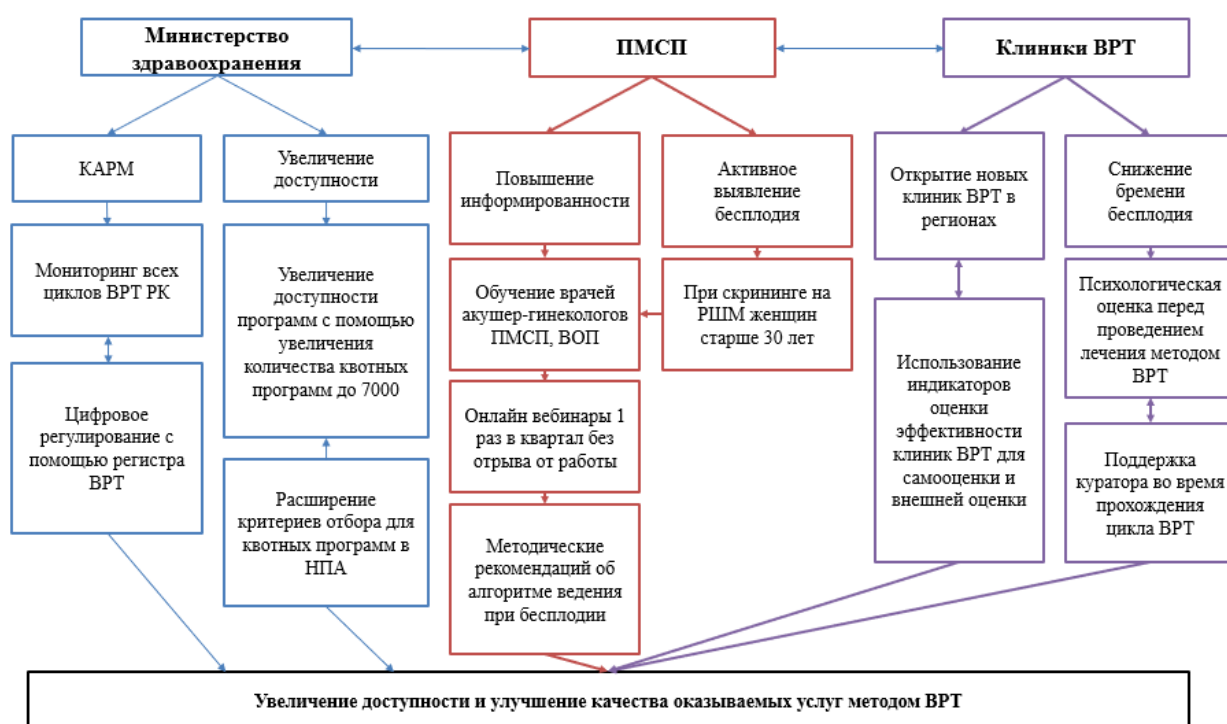 Министерство
здравоохранения
ПМСП
Клиники ВРТ
КАРМ
Увеличение
доступности
Повышение
информированности
Активное
выявление
бесплодия
Открытие новых
клиник ВРТ в
регионах
Снижение
бремени
бесплодия
Мониторинг всех
циклов ВРТ РК
Увеличение
доступности
программ с помощью
увеличения
количества квотных
программ до 7000
Обучение врачей
акушер-гинекологов
ПМСП, ВОП
При скрининге на
РШМ женщин
старше 30 лет
Использование
индикаторов
оценки
эффективности
клиник ВРТ для
самооценки и
внешней оценки
Психологическая
оценка перед
проведением
лечения методом
ВРТ
Цифровое
регулирование с
помощью регистра
ВРТ
Расширение
критериев отбора для
квотных программ в
НПА
Онлайн вебинары 1
раз в квартал без
отрыва от работы
Методические
рекомендаций об
алгоритме ведения
при бесплодии
Поддержка
куратора во время
прохождения
цикла ВРТ
Увеличение доступности и улучшение качества оказываемых услуг методом ВРТ